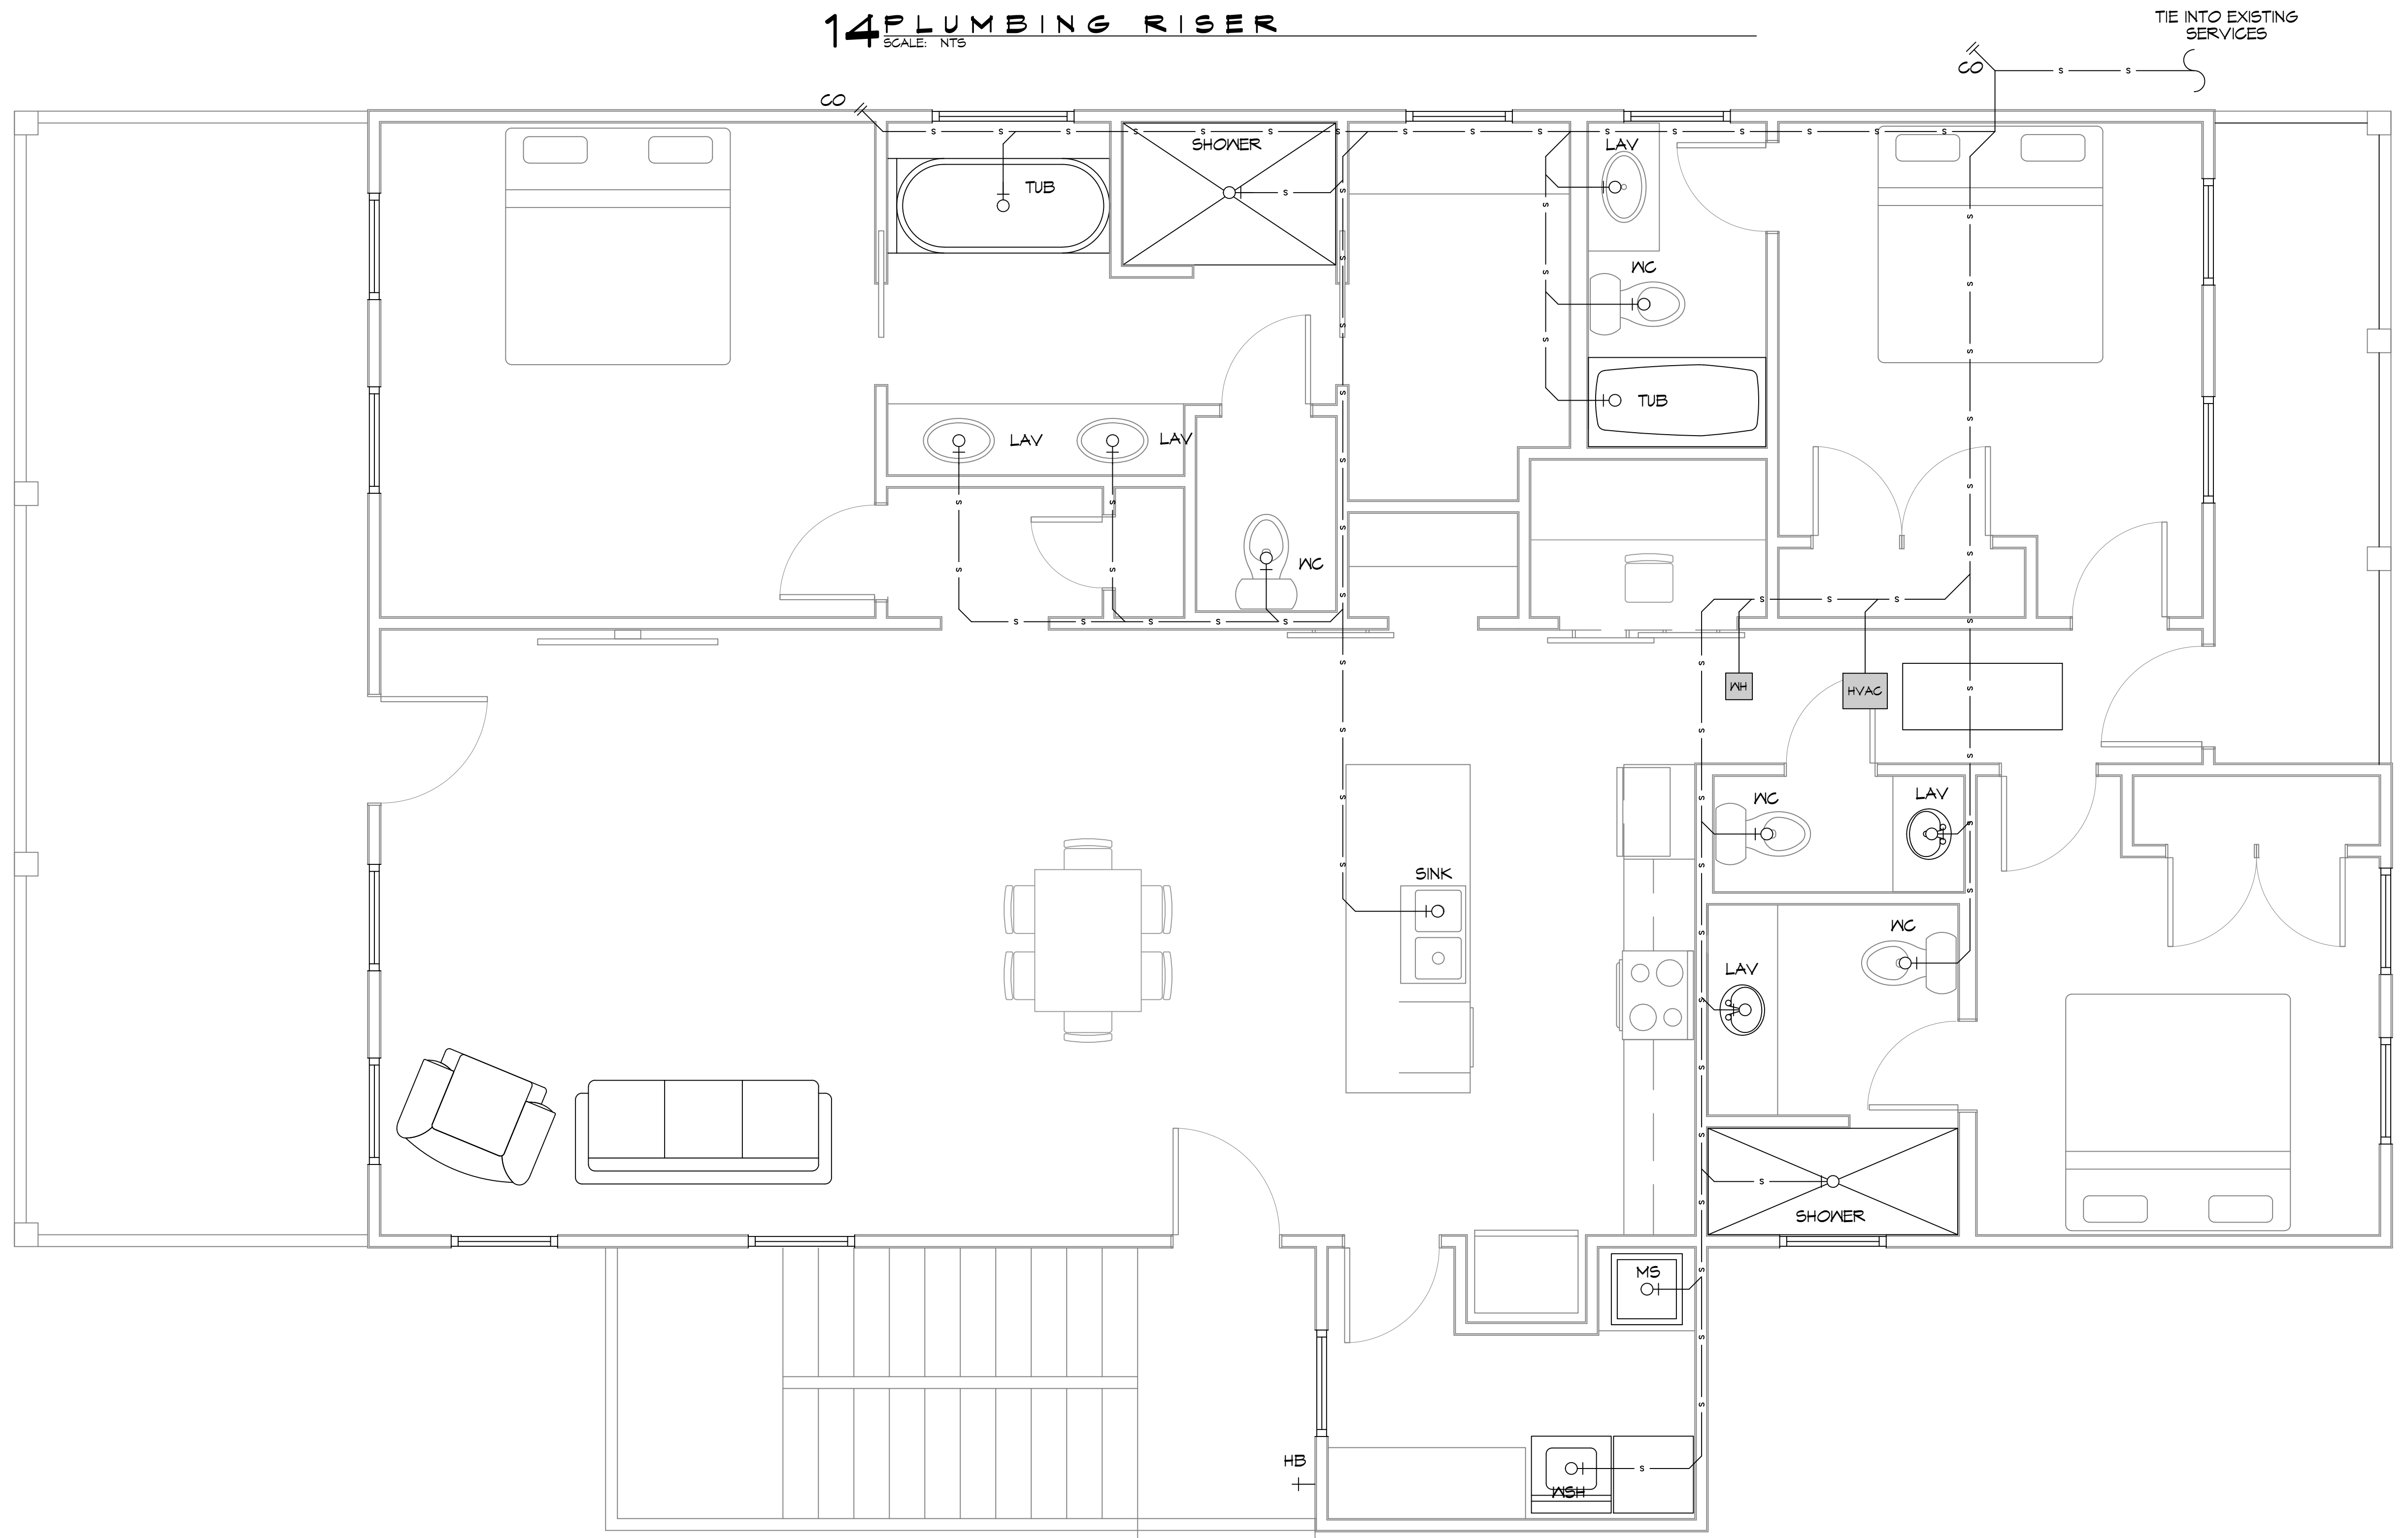 14 PLUMBING RISER
SCALE: NTS
TIE INTO EXISTING
SERVICES
CO
CO
SHOWER
LAV
TUB
WC
TUB
LAV
LAV
WC
WH
HVAC
WC
LAV
SINK
WC
LAV
SHOWER
MS
HB
WSH
S S S S S S S S S S S S S S S S S S